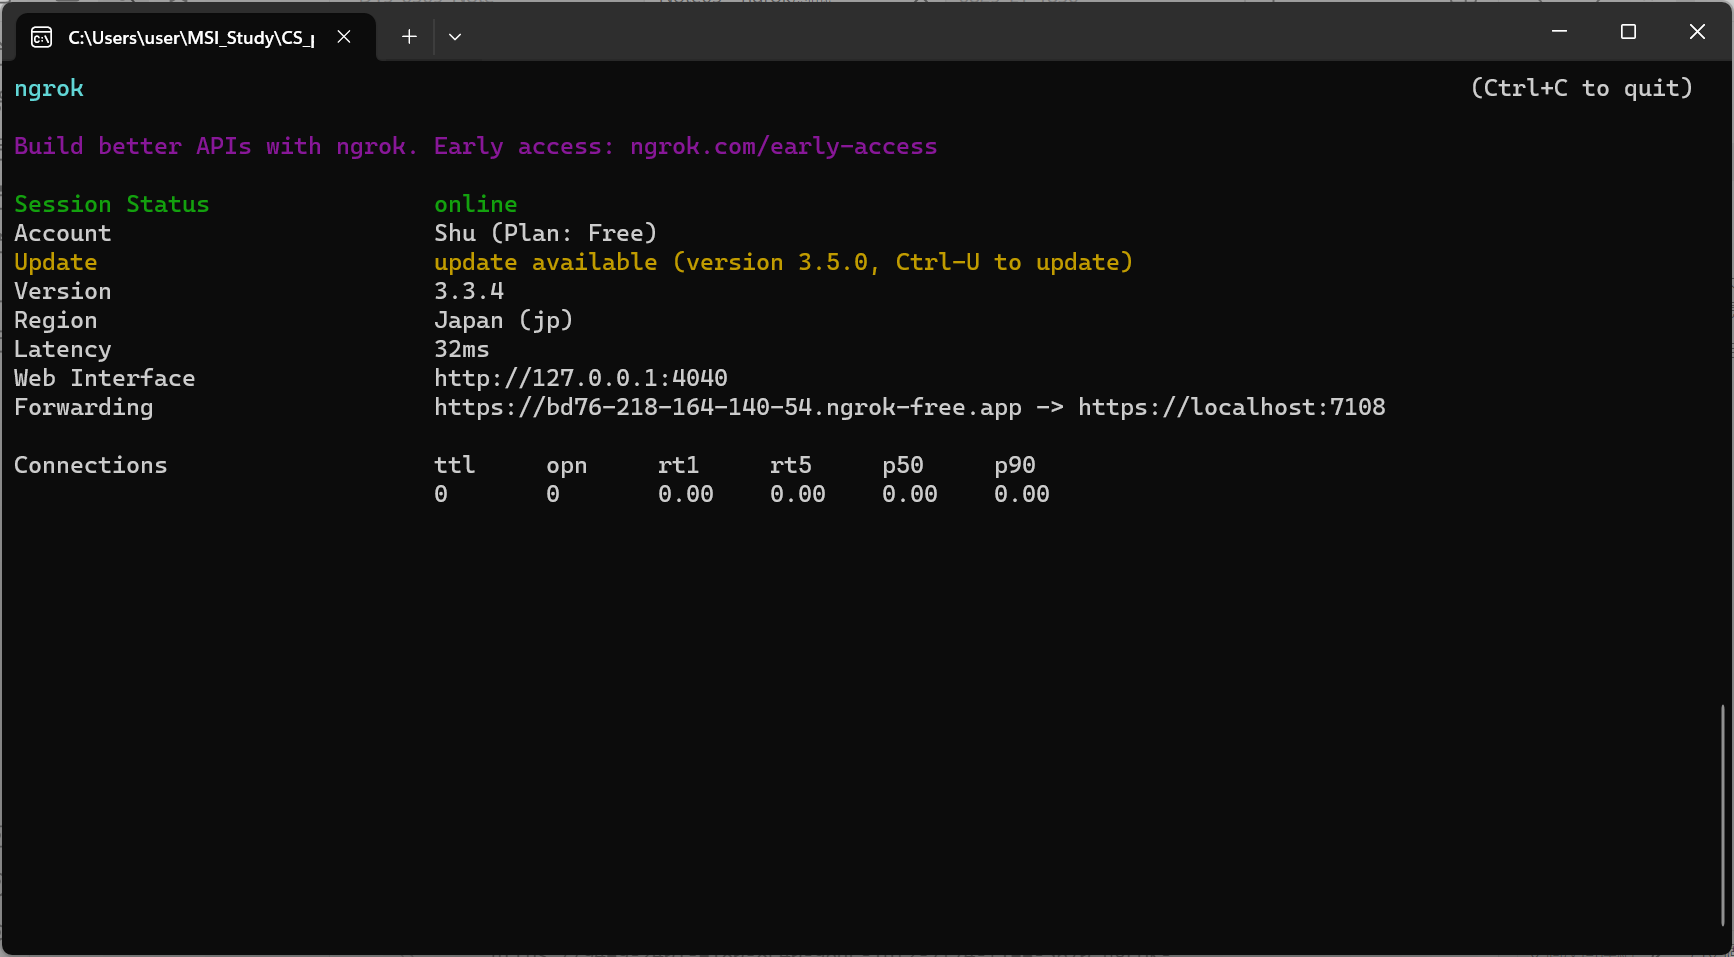 C:\Users\user\MSI_Study\CS_
ngrok (Ctrl+C to quit)
Build better APIs with ngrok. Early access: ngrok.com/early-access
Session Status online
Account Shu (Plan: Free)
Update update available (version 3.5.0, Ctrl-U to update)
Version 3.3.4
Region Japan (jp)
Latency 32ms
Web Interface http://127.0.0.1:4040
Forwarding https://bd76-218-164-140-54.ngrok-free.app -> https://localhost:7108
Connections ttl opn rt1 rt5 p50 p90
0 0 0.00 0.00 0.00 0.00